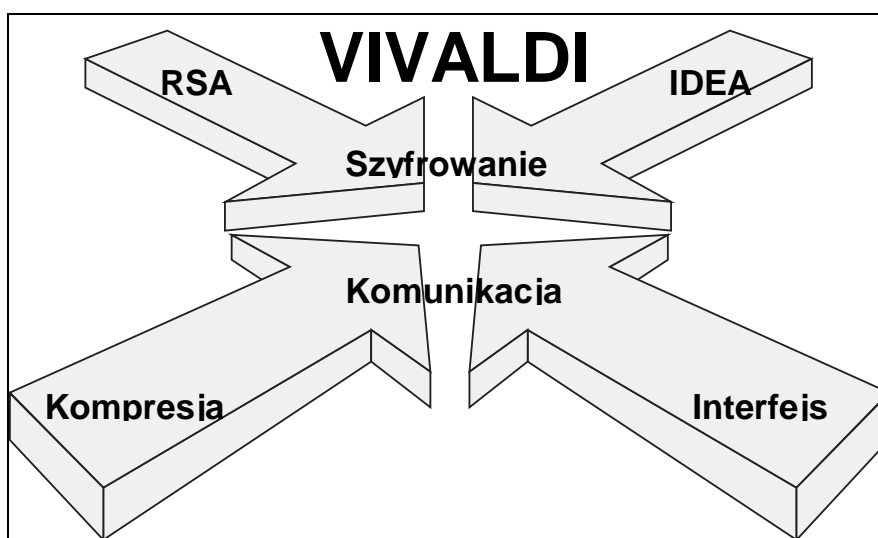 VIVALDI
RSA
IDEA
Szyfrowanie
Komunikacja
Kompresja
Interfejs